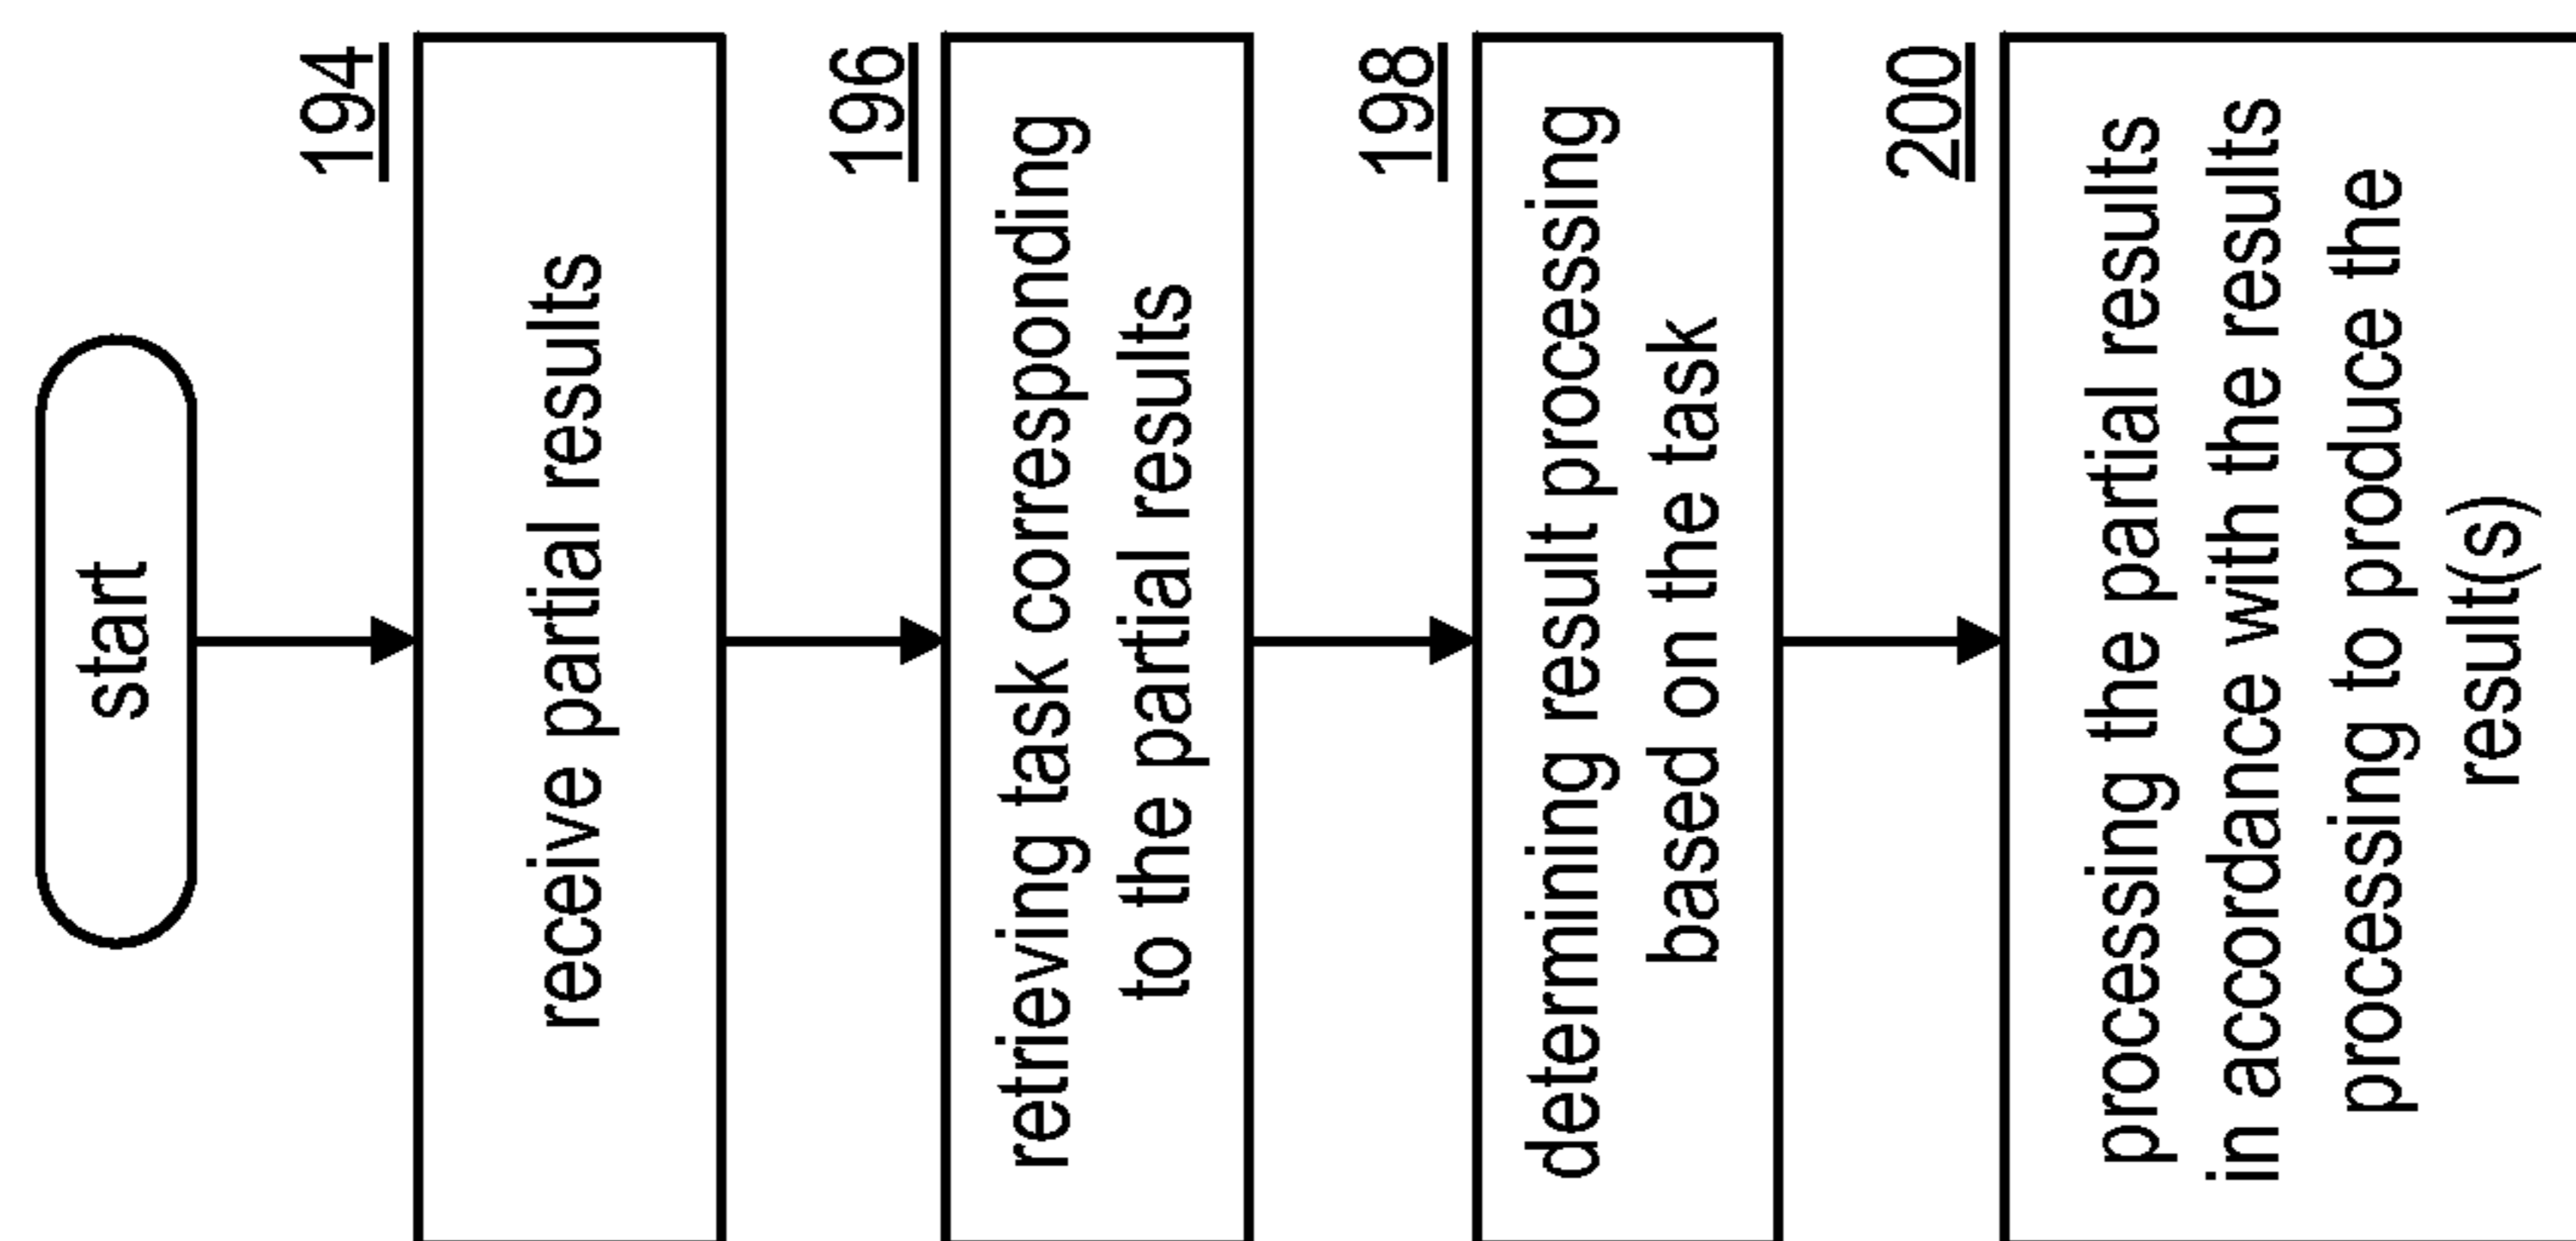 start
194
receive partial results
196
retrieving task corresponding
to the partial results
198
determining result processing
based on the task
200
processing the partial results
in accordance with the results
processing to produce the
result(s)